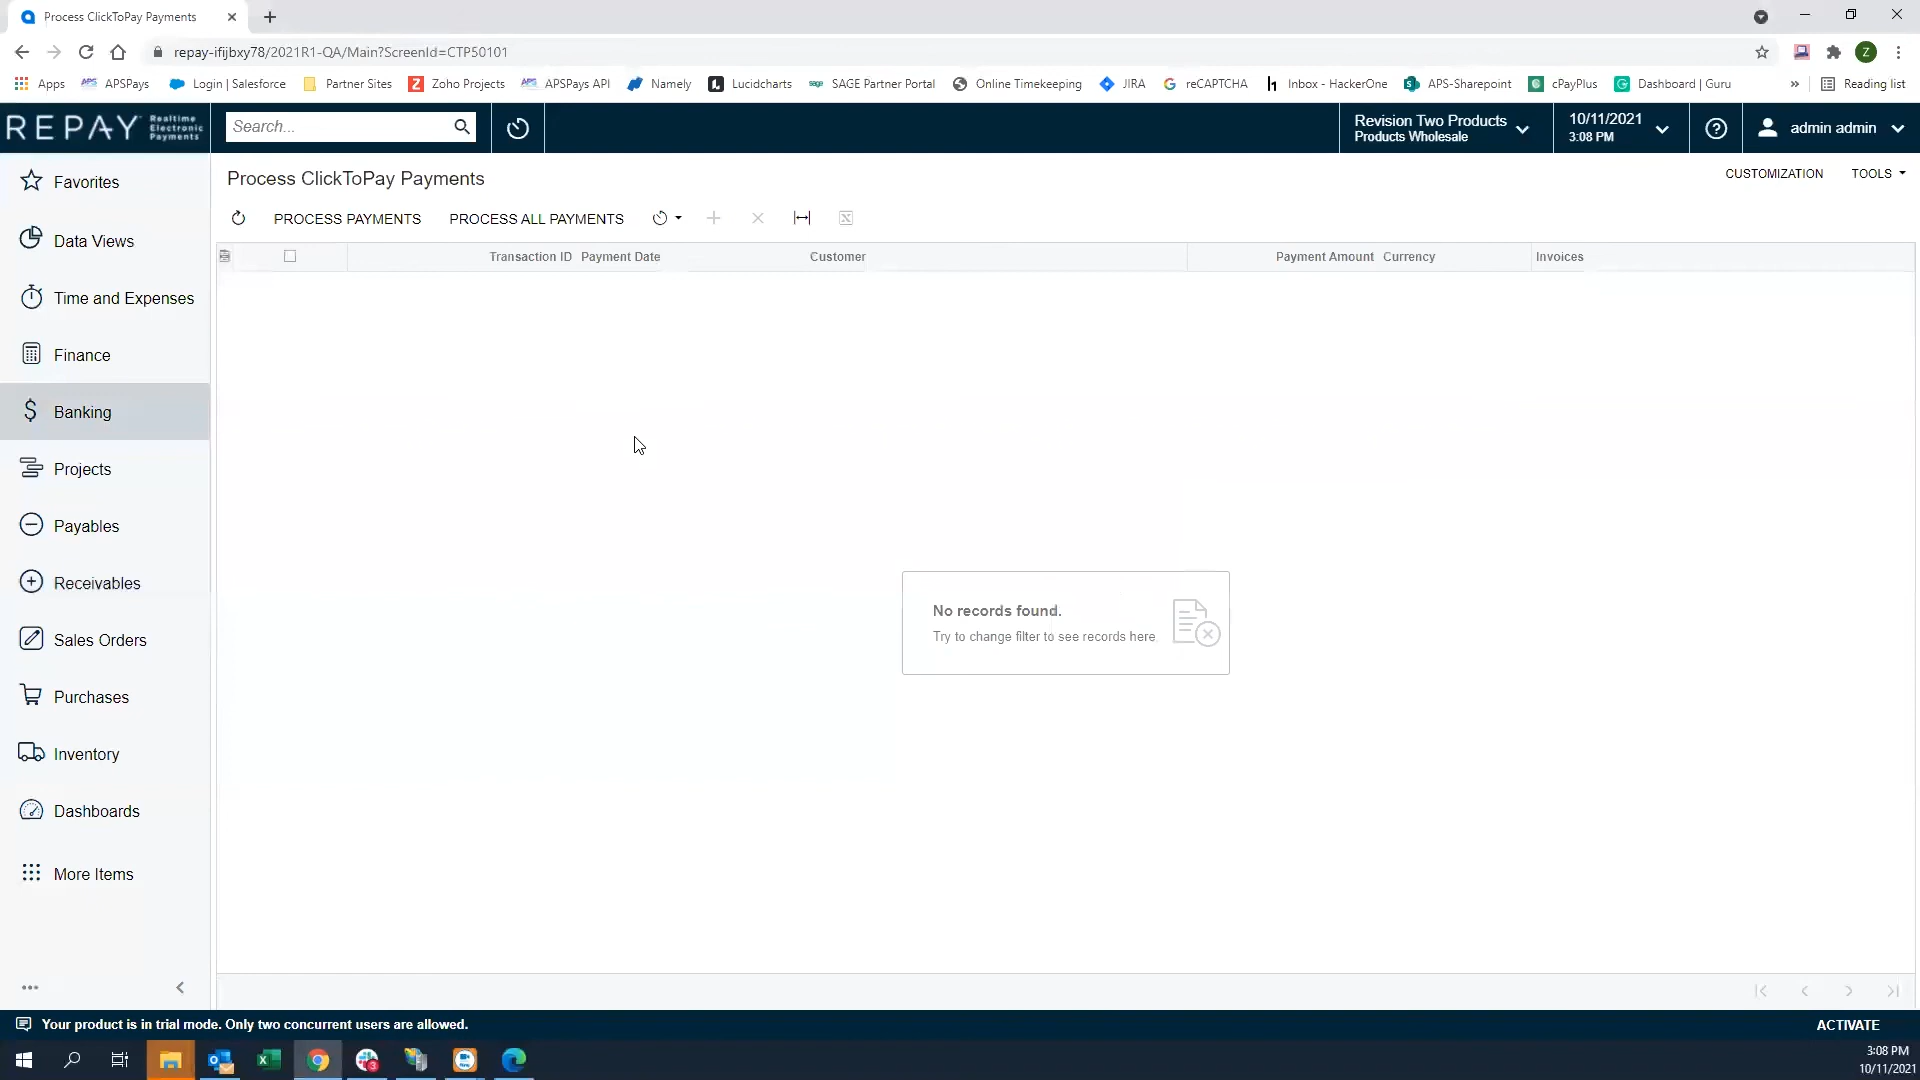 Process ClickToPay Payments
repay-ifijbxy78/2021R1-QA/Main?ScreenId=CTP50101
Z
Apps APSPays Login | Salesforce Partner Sites Zoho Projects APSPays API Namely Lucidcharts SAGE Partner Portal Online Timekeeping JIRA reCAPTCHA Inbox - HackerOne APS-Sharepoint cPayPlus Dashboard | Guru » Reading list
REPAY Realtime Electronic Payments
Search...
Revision Two Products
Products Wholesale
10/11/2021
3:08 PM
admin admin
Favorites
Data Views
Time and Expenses
Finance
Banking
Projects
Payables
Receivables
Sales Orders
Purchases
Inventory
Dashboards
More Items
Process ClickToPay Payments
CUSTOMIZATION TOOLS
PROCESS PAYMENTS PROCESS ALL PAYMENTS
Transaction ID Payment Date Customer Payment Amount Currency Invoices
No records found.
Try to change filter to see records here
Your product is in trial mode. Only two concurrent users are allowed.
ACTIVATE
3:08 PM
10/11/2021